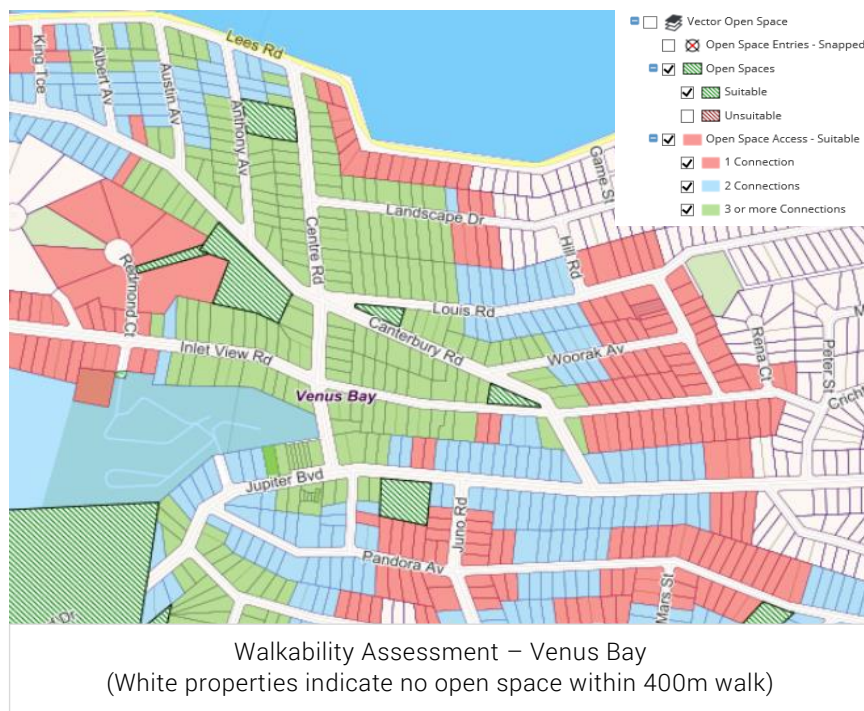 Vector Open Space
Open Space Entries - Snapped
Open Spaces
Suitable
Unsuitable
Open Space Access - Suitable
1 Connection
2 Connections
3 or more Connections
Lees Rd
King Tce
Albert Av
Austin Av
Anthony Av
Centre Rd
Landscape Dr
Game St
Hill Rd
Redmond Ct
Louis Rd
Canterbury Rd
Inlet View Rd
Woorak Av
Rena Ct
Peter St
Venus Bay
Jupiter Blvd
Juno Rd
Pandora Av
Mars St
Walkability Assessment – Venus Bay
(White properties indicate no open space within 400m walk)